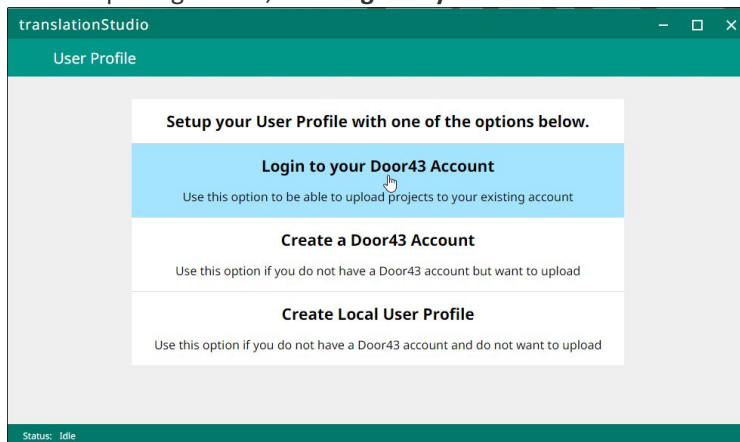 translationStudio
User Profile
Setup your User Profile with one of the options below.
Login to your Door43 Account
Use this option to be able to upload projects to your existing account
Create a Door43 Account
Use this option if you do not have a Door43 account but want to upload
Create Local User Profile
Use this option if you do not have a Door43 account and do not want to upload
Status: Idle